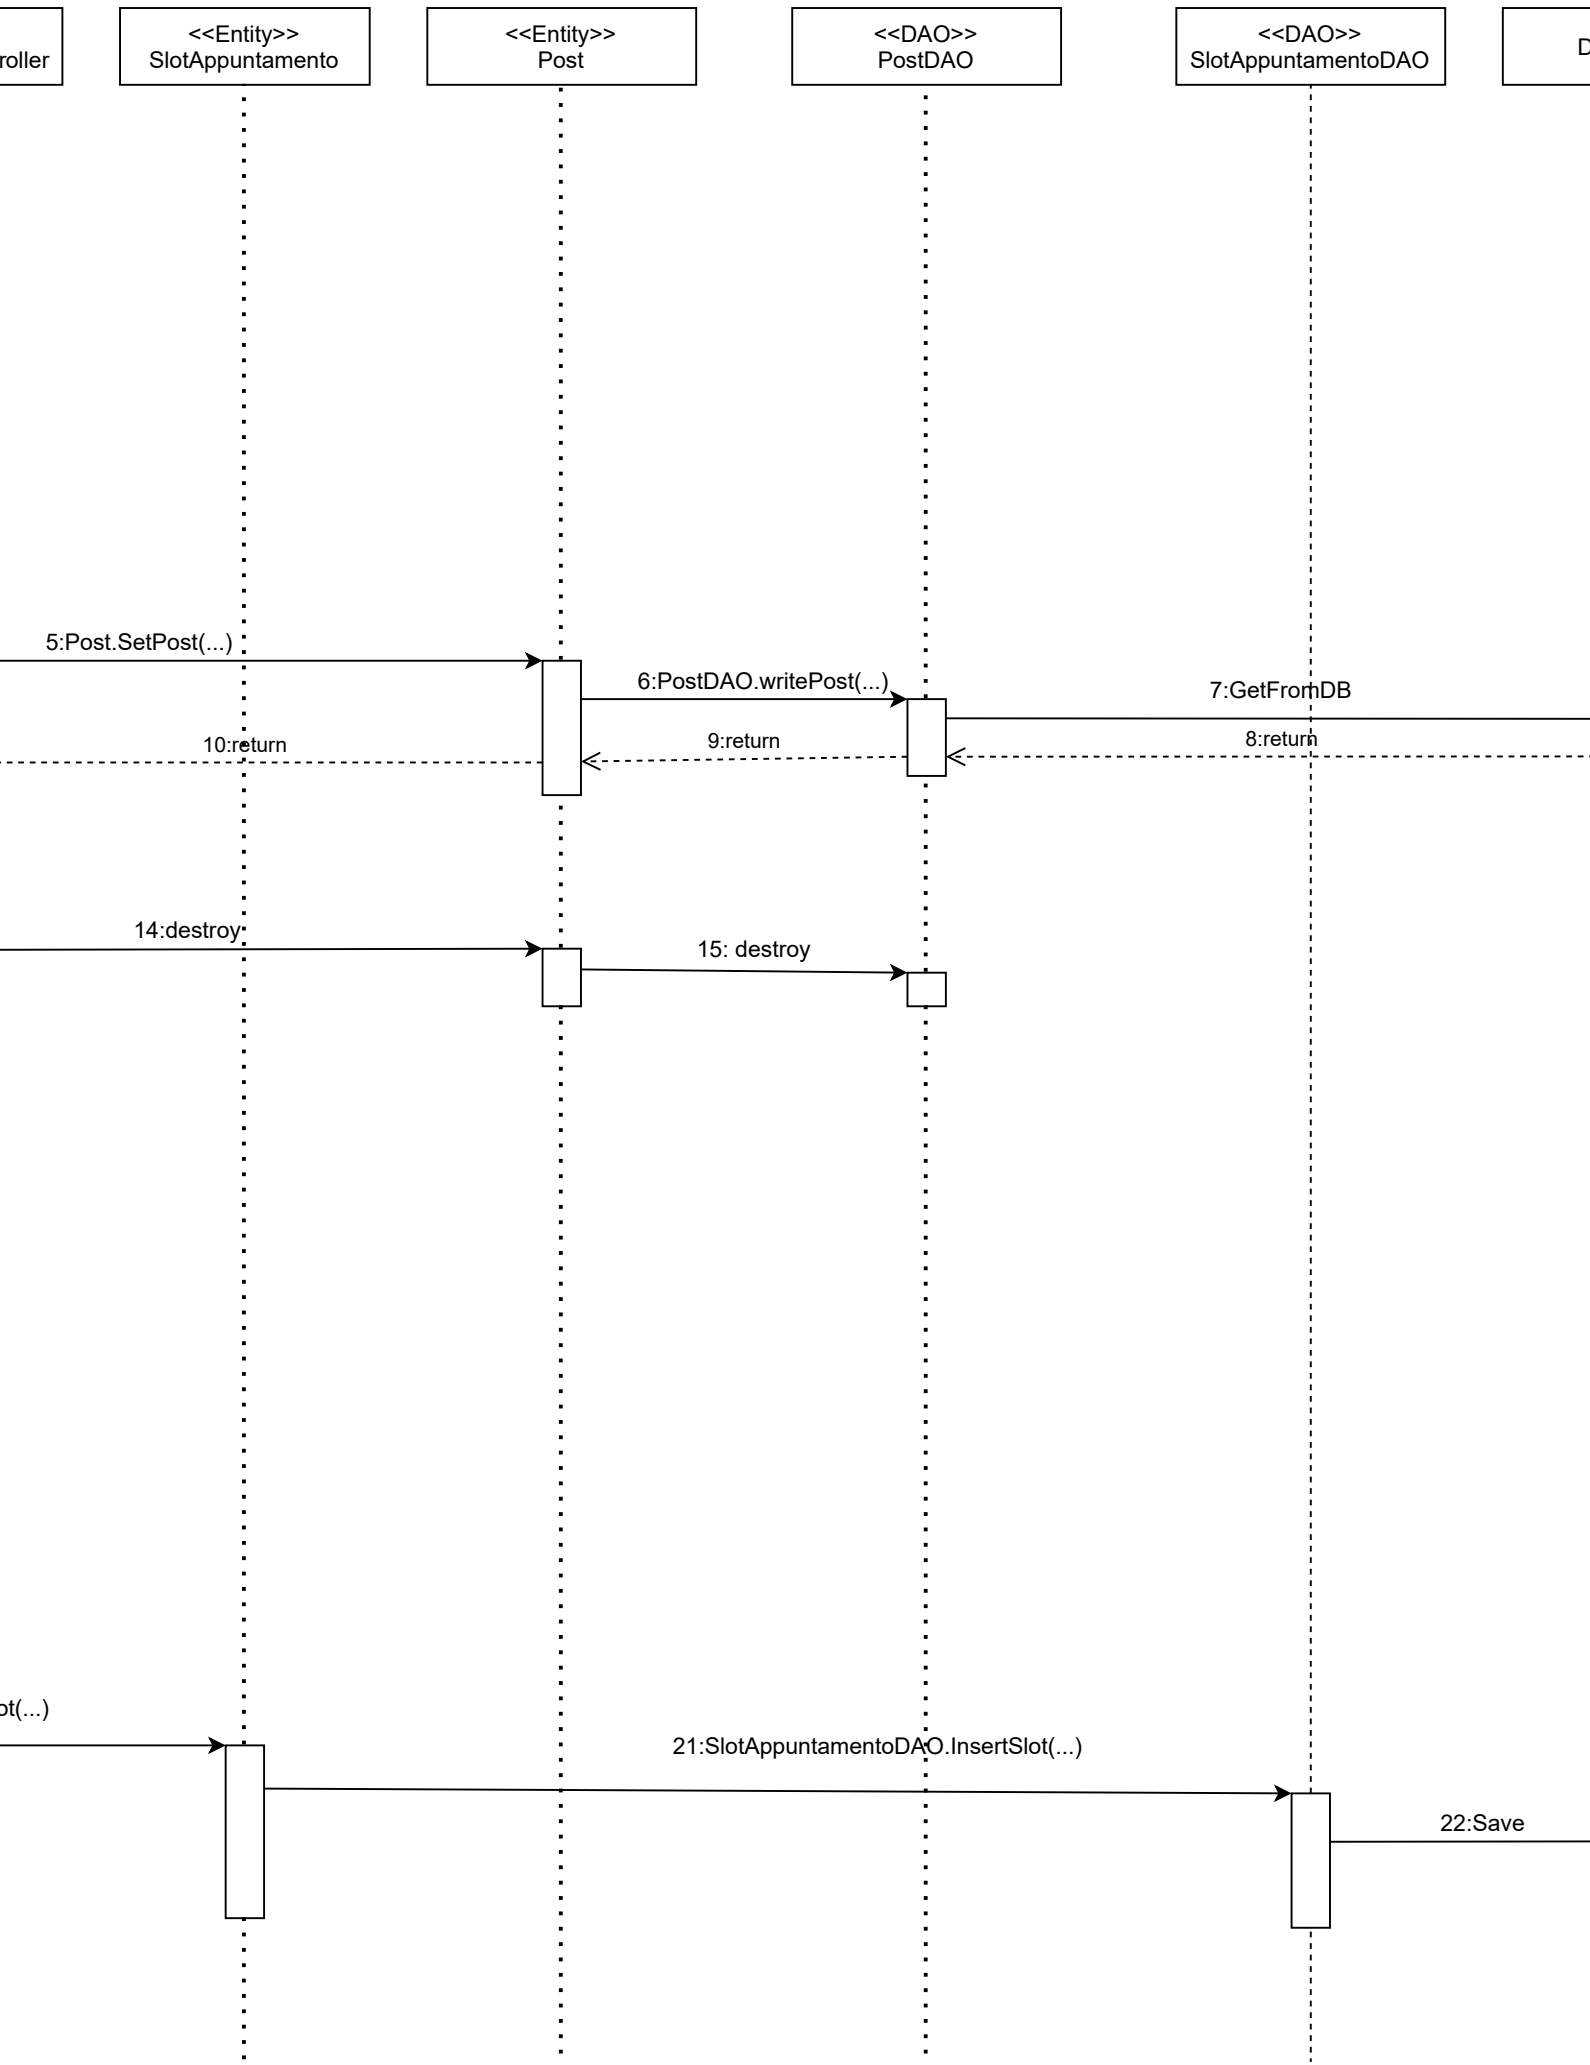 roller
<<Entity>>
SlotAppuntamento
<<Entity>>
Post
<<DAO>>
PostDAO
<<DAO>>
SlotAppuntamentoDAO
D
5:Post.SetPost(...)
6:PostDAO.writePost(...)
7:GetFromDB
8:return
9:return
10:return
14:destroy
15: destroy
ot(...)
21:SlotAppuntamentoDAO.InsertSlot(...)
22:Save